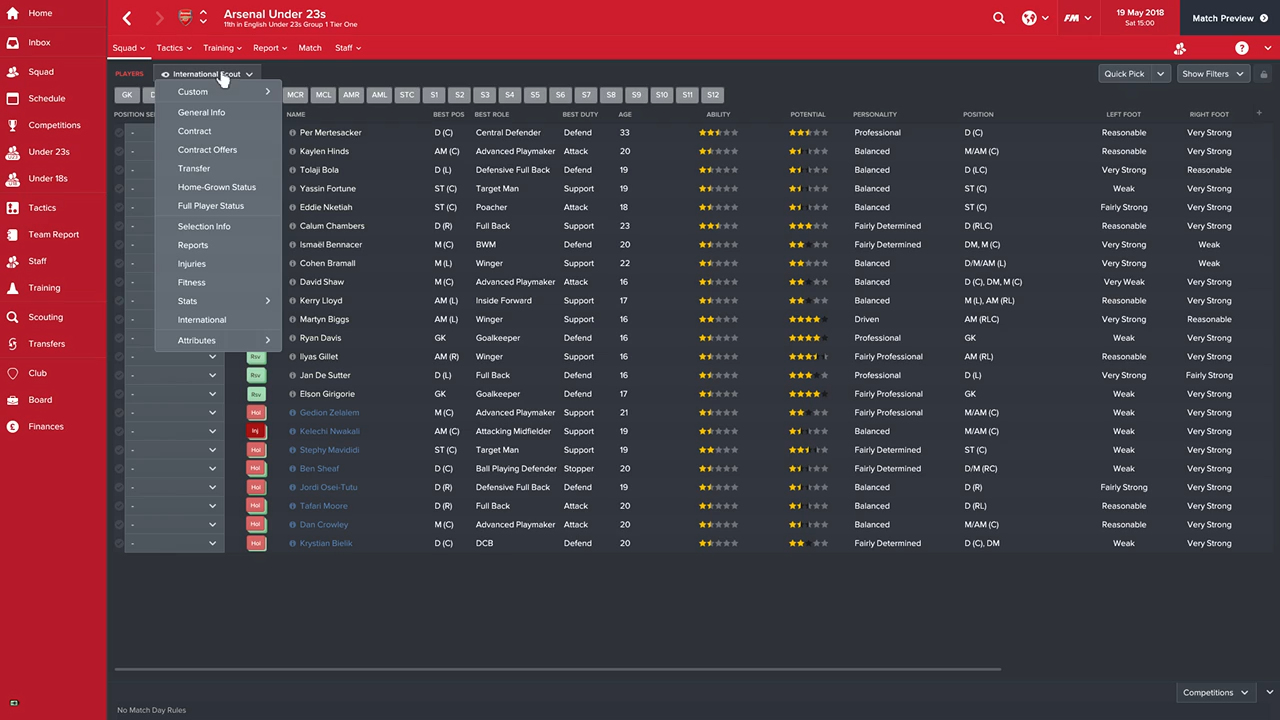 Home
Inbox
Squad
Schedule
Competitions
Under 23s
Under 18s
Tactics
Team Report
Staff
Training
Scouting
Transfers
Club
Board
Finances
Arsenal Under 23s
11th in English Under 23s Group 1 Tier One
FM
19 May 2018
Sat 15:00
Match Preview
Squad Tactics Training Report Match Staff
?
PLAYERS International Scout Quick Pick Show Filters
GK D MCR MCL AMR AML STC S1 S2 S3 S4 S5 S6 S7 S8 S9 S10 S11 S12
Custom
General Info
Contract
Contract Offers
Transfer
Home-Grown Status
Full Player Status
Selection Info
Reports
Injuries
Fitness
Stats
International
Attributes
POSITION SE NAME BEST POS BEST ROLE BEST DUTY AGE ABILITY POTENTIAL PERSONALITY POSITION LEFT FOOT RIGHT FOOT +
- Per Mertesacker D (C) Central Defender Defend 33 Professional D (C) Reasonable Very Strong
- Kaylen Hinds AM (C) Advanced Playmaker Attack 20 Balanced M/AM (C) Reasonable Very Strong
- Tolaji Bola D (L) Defensive Full Back Defend 19 Balanced D (LC) Very Strong Reasonable
- Yassin Fortune ST (C) Target Man Support 19 Balanced ST (C) Weak Very Strong
- Eddie Nketiah ST (C) Poacher Attack 18 Balanced ST (C) Fairly Strong Very Strong
- Calum Chambers D (R) Full Back Support 23 Fairly Determined D (RLC) Reasonable Very Strong
- Ismaël Bennacer M (C) BWM Defend 20 Fairly Determined DM, M (C) Very Strong Weak
- Cohen Bramall M (L) Winger Support 22 Fairly Determined D/M/AM (L) Very Strong Weak
- David Shaw M (C) Advanced Playmaker Attack 16 Balanced D (C), DM, M (C) Very Weak Very Strong
- Kerry Lloyd AM (L) Inside Forward Support 17 Balanced M (L), AM (RL) Reasonable Very Strong
- Martyn Biggs AM (L) Winger Support 16 Driven AM (RLC) Very Strong Reasonable
- Ryan Davis GK Goalkeeper Defend 16 Professional GK Weak Very Strong
- Rsv Ilyas Gillet AM (R) Winger Support 16 Fairly Professional AM (RL) Reasonable Very Strong
- Rsv Jan De Sutter D (L) Full Back Defend 16 Professional D (L) Very Strong Fairly Strong
- Rsv Elson Girigorie GK Goalkeeper Defend 17 Fairly Professional GK Weak Very Strong
- Hol Gedion Zelalem M (C) Advanced Playmaker Support 21 Fairly Professional M/AM (C) Weak Very Strong
- Inj Kelechi Nwakali AM (C) Attacking Midfielder Support 19 Balanced M/AM (C) Weak Very Strong
- Hol Stephy Mavididi ST (C) Target Man Support 19 Fairly Determined ST (C) Weak Very Strong
- Hol Ben Sheaf D (C) Ball Playing Defender Stopper 20 Fairly Determined D/M (RC) Weak Very Strong
- Hol Jordi Osei-Tutu D (R) Defensive Full Back Defend 19 Balanced D (R) Fairly Strong Very Strong
- Hol Tafari Moore D (R) Full Back Attack 20 Balanced D (RL) Reasonable Very Strong
- Hol Dan Crowley M (C) Advanced Playmaker Attack 20 Balanced M/AM (C) Reasonable Very Strong
- Hol Krystian Bielik D (C) DCB Defend 20 Fairly Determined D (C), DM Weak Very Strong
Competitions
No Match Day Rules